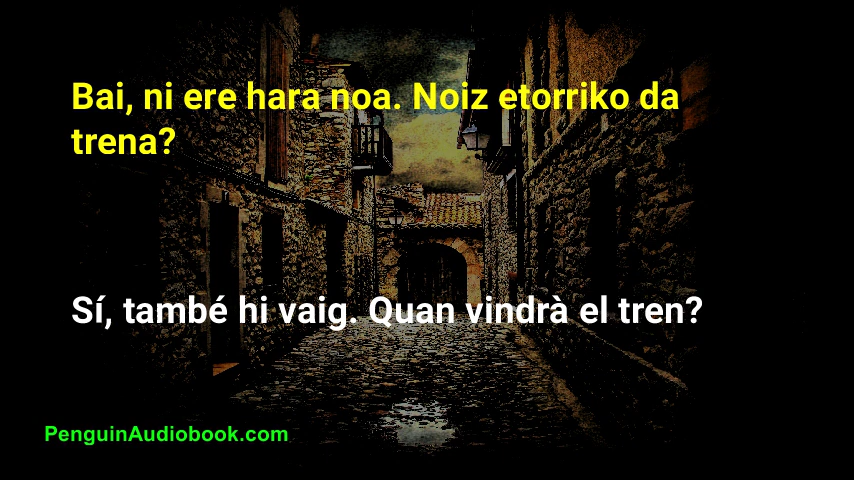 Bai, ni ere hara noa. Noiz etorriko da
trena?
Sí, també hi vaig. Quan vindrà el tren?
PenguinAudiobook.com